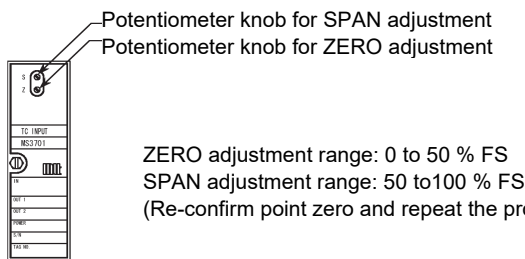 Potentiometer knob for SPAN adjustment
Potentiometer knob for ZERO adjustment
S
Z
TC INPUT
MS3701
IN
OUT 1
OUT 2
POWER
S/N
TAG NO.
ZERO adjustment range: 0 to 50 % FS
SPAN adjustment range: 50 to100 % FS
(Re-confirm point zero and repeat the